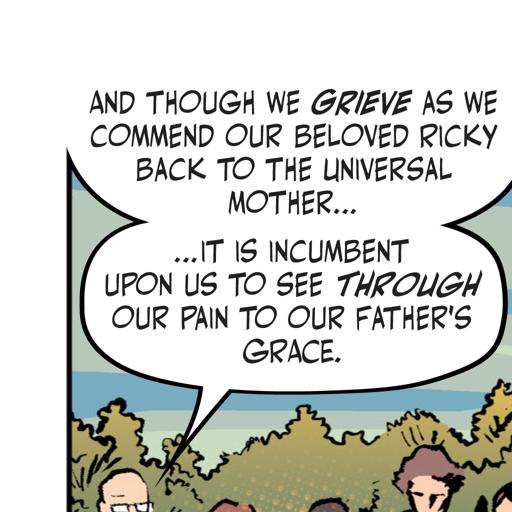 AND THOUGH WE GRIEVE AS WE
COMMEND OUR BELOVED RICKY
BACK TO THE UNIVERSAL
MOTHER...
...IT IS INCUMBENT
UPON US TO SEE THROUGH
OUR PAIN TO OUR FATHER'S
GRACE.